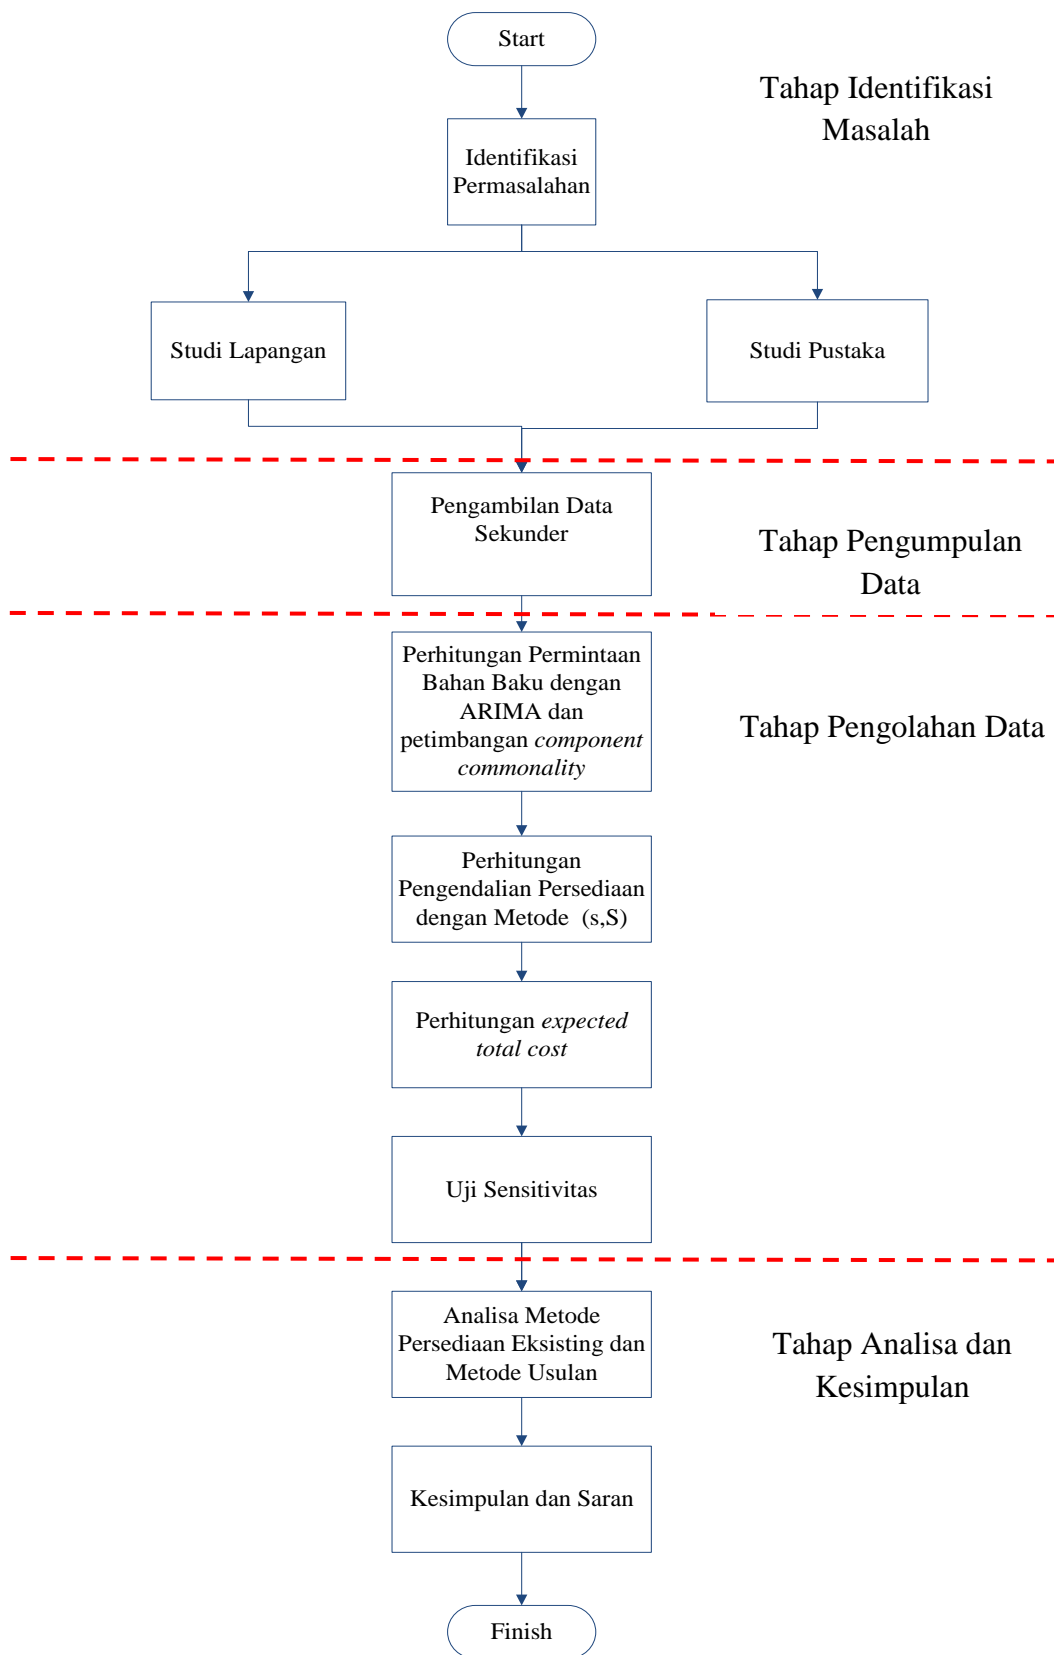 Start
Tahap Identifikasi
Masalah
Identifikasi
Permasalahan
Studi Lapangan
Studi Pustaka
Pengambilan Data
Sekunder
Tahap Pengumpulan
Data
Perhitungan Permintaan
Bahan Baku dengan
ARIMA dan
petimbangan component
commonality
Tahap Pengolahan Data
Perhitungan
Pengendalian Persediaan
dengan Metode (s,S)
Perhitungan expected
total cost
Uji Sensitivitas
Analisa Metode
Persediaan Eksisting dan
Metode Usulan
Tahap Analisa dan
Kesimpulan
Kesimpulan dan Saran
Finish